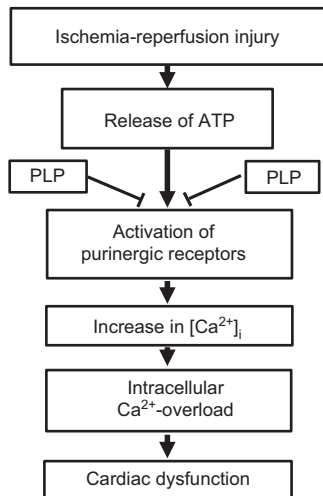 Ischemia-reperfusion injury
Release of ATP
PLP
PLP
Activation of
purinergic receptors
Increase in [Ca²⁺]ᵢ
Intracellular
Ca²⁺-overload
Cardiac dysfunction